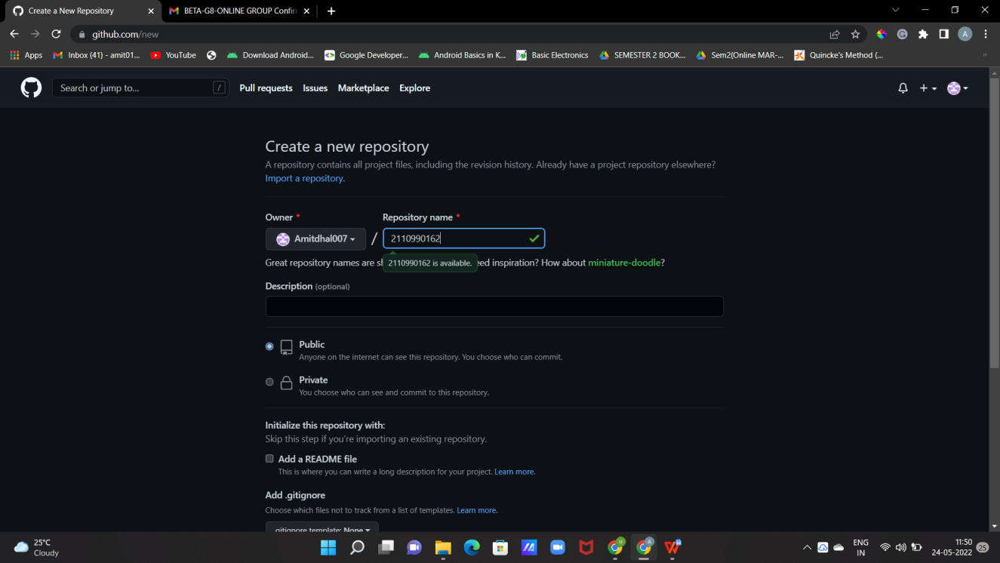 Create a New Repository
BETA-G8-ONLINE GROUP Confir
github.com/new
Apps
Inbox (41) - amit01...
YouTube
Download Android...
Google Developer...
Android Basics in K...
Basic Electronics
SEMESTER 2 BOOK...
Sem2(Online MAR-...
Quincke's Method (...
Search or jump to...
/
Pull requests
Issues
Marketplace
Explore
Create a new repository
A repository contains all project files, including the revision history. Already have a project repository elsewhere?
Import a repository.
Owner *
Repository name *
Amitdhal007
/
2110990162
Great repository names are
2110990162 is available.
inspiration? How about miniature-doodle?
Description (optional)
Public
Anyone on the internet can see this repository. You choose who can commit.
Private
You choose who can see and commit to this repository.
Initialize this repository with:
Skip this step if you're importing an existing repository.
Add a README file
This is where you can write a long description for your project. Learn more.
Add .gitignore
Choose which files not to track from a list of templates. Learn more.
.gitignore template: None
25°C
Cloudy
ENG
IN
11:50
24-05-2022
25